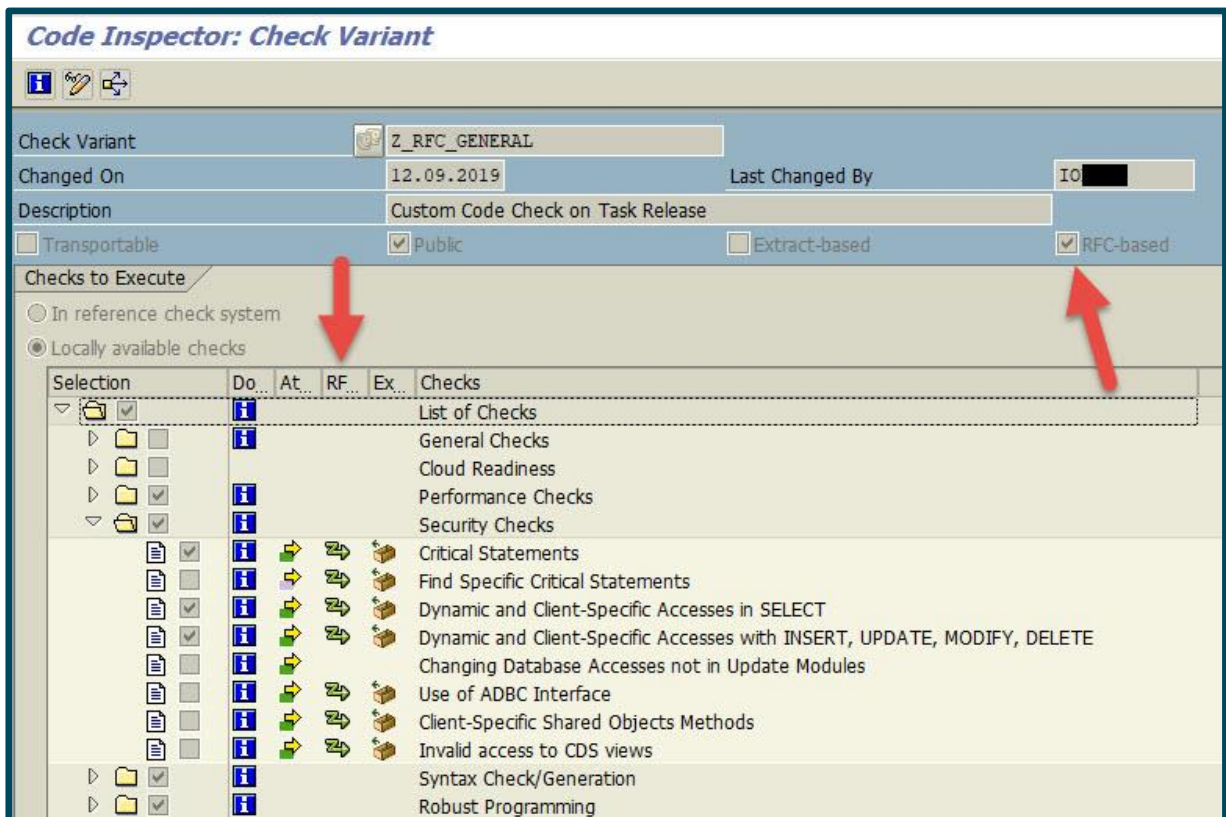 Code Inspector: Check Variant
Check Variant Z_RFC_GENERAL
Changed On 12.09.2019 Last Changed By IO
Description Custom Code Check on Task Release
Transportable Public Extract-based RFC-based
Checks to Execute
In reference check system
Locally available checks
Selection Do... At... RF... Ex... Checks
List of Checks
General Checks
Cloud Readiness
Performance Checks
Security Checks
Critical Statements
Find Specific Critical Statements
Dynamic and Client-Specific Accesses in SELECT
Dynamic and Client-Specific Accesses with INSERT, UPDATE, MODIFY, DELETE
Changing Database Accesses not in Update Modules
Use of ADBC Interface
Client-Specific Shared Objects Methods
Invalid access to CDS views
Syntax Check/Generation
Robust Programming